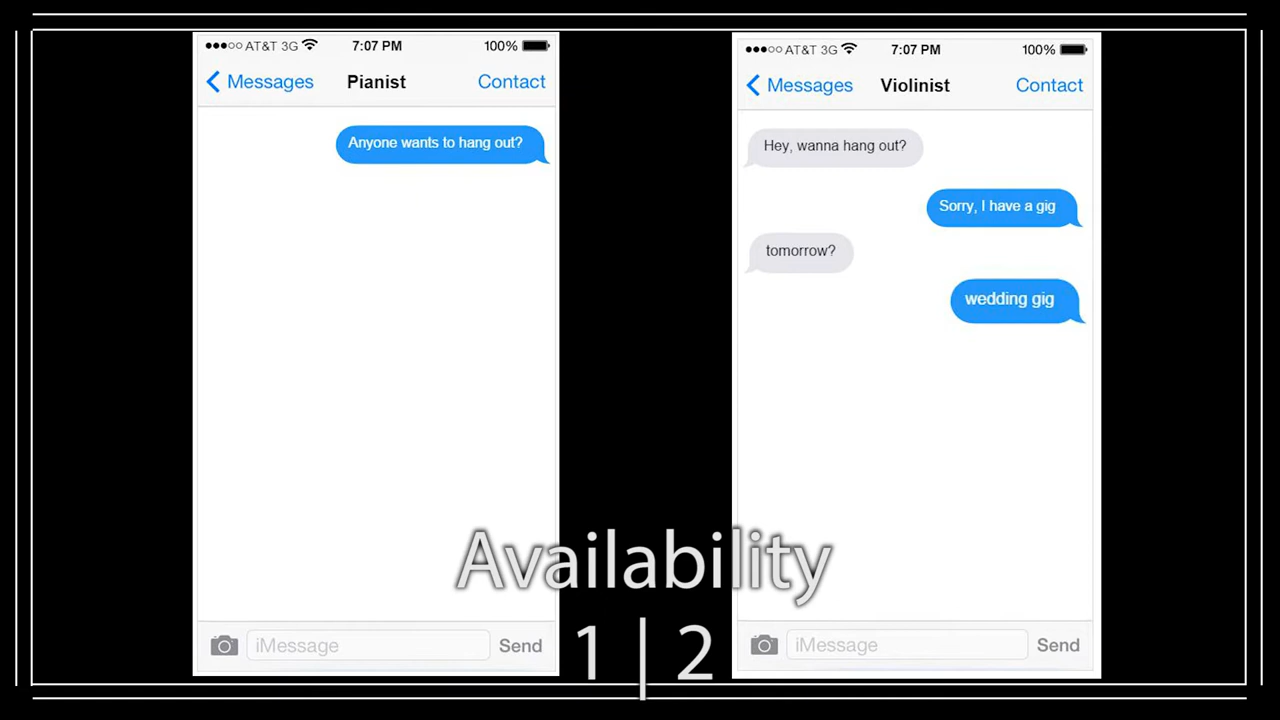 AT&T 3G 7:07 PM 100%
Messages Pianist Contact
Anyone wants to hang out?
iMessage Send
AT&T 3G 7:07 PM 100%
Messages Violinist Contact
Hey, wanna hang out?
Sorry, I have a gig
tomorrow?
wedding gig
iMessage Send
Availability
1 | 2